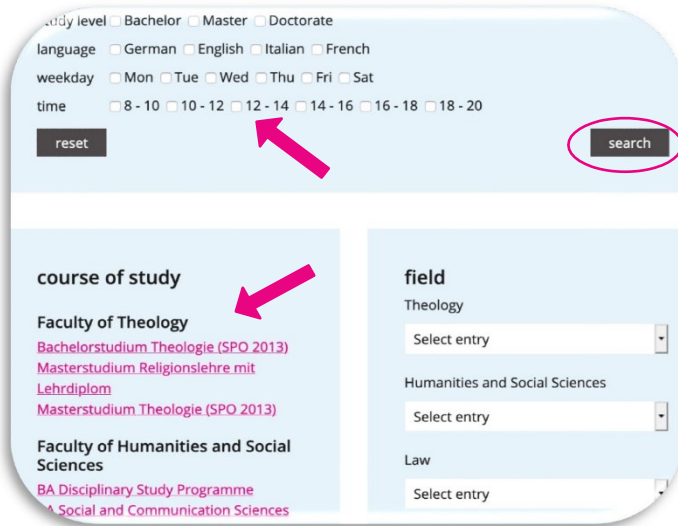 study level Bachelor Master Doctorate
language German English Italian French
weekday Mon Tue Wed Thu Fri Sat
time 8 - 10 10 - 12 12 - 14 14 - 16 16 - 18 18 - 20
reset search
course of study
Faculty of Theology
Bachelorstudium Theologie (SPO 2013)
Masterstudium Religionslehre mit
Lehrdiplom
Masterstudium Theologie (SPO 2013)
Faculty of Humanities and Social
Sciences
BA Disciplinary Study Programme
BA Social and Communication Sciences
field
Theology
Select entry
Humanities and Social Sciences
Select entry
Law
Select entry